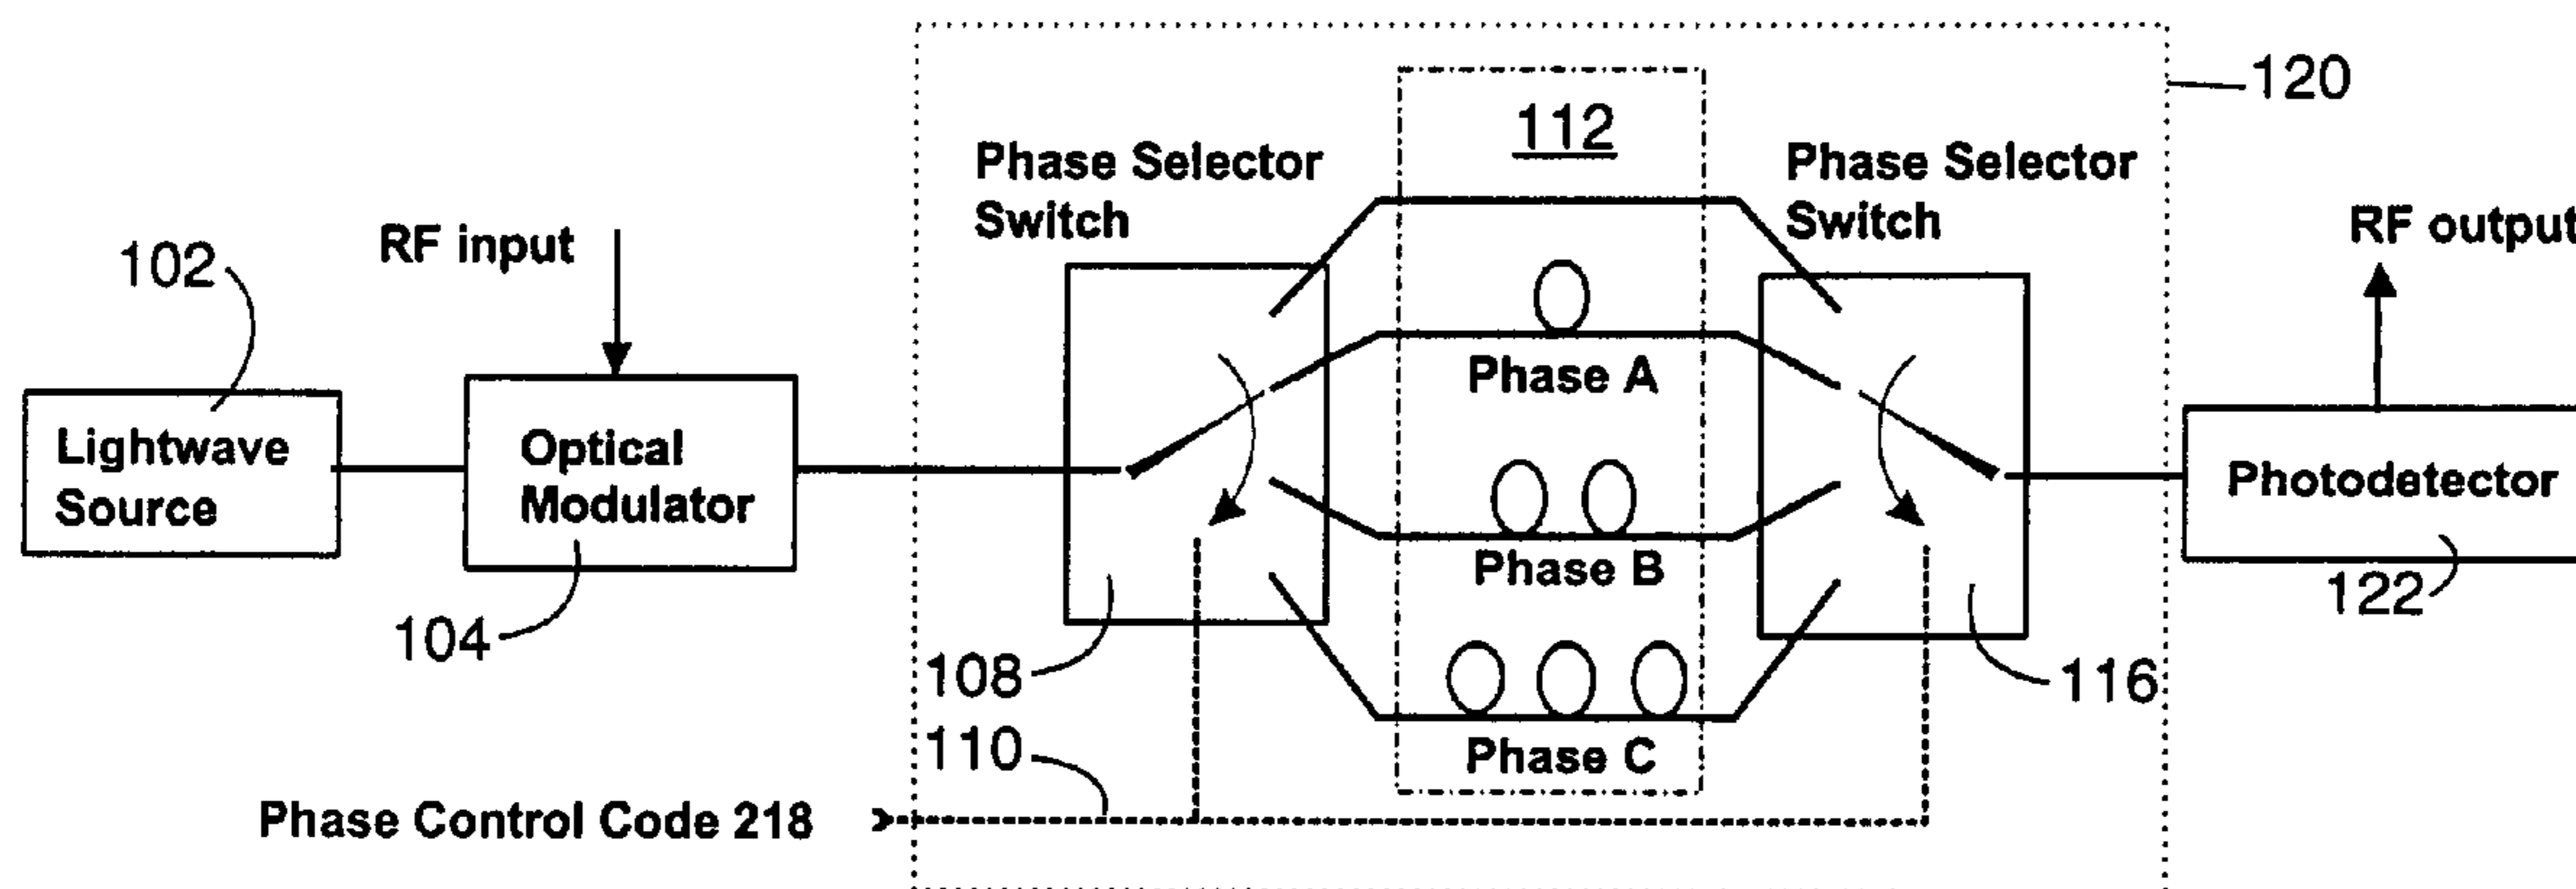 120
112
Phase Selector
Switch
Phase Selector
Switch
RF input
RF output
102
Phase A
Lightwave
Source
Optical
Modulator
Photodetector
Phase B
122
104
108
116
110
Phase C
Phase Control Code 218